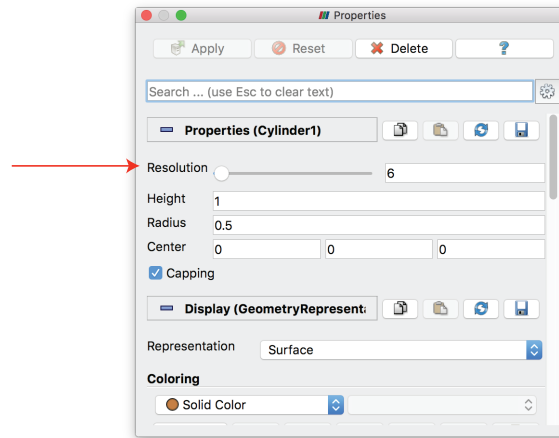 Properties
Apply Reset Delete ?
Search ... (use Esc to clear text)
Properties (Cylinder1)
Resolution 6
Height 1
Radius 0.5
Center 0 0 0
Capping
Display (GeometryRepresenta
Representation Surface
Coloring
Solid Color